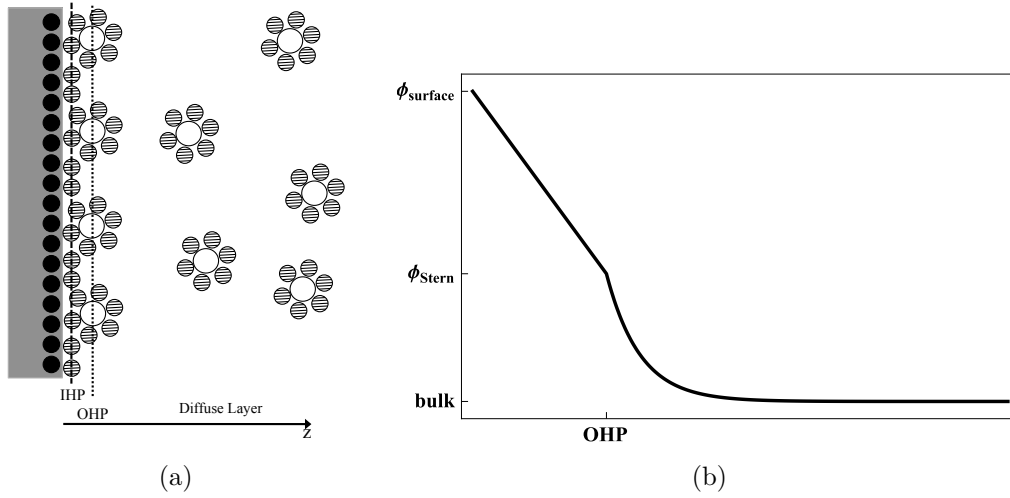 IHP
OHP
Diffuse Layer
z
(a)
ϕsurface
ϕStern
bulk
OHP
(b)